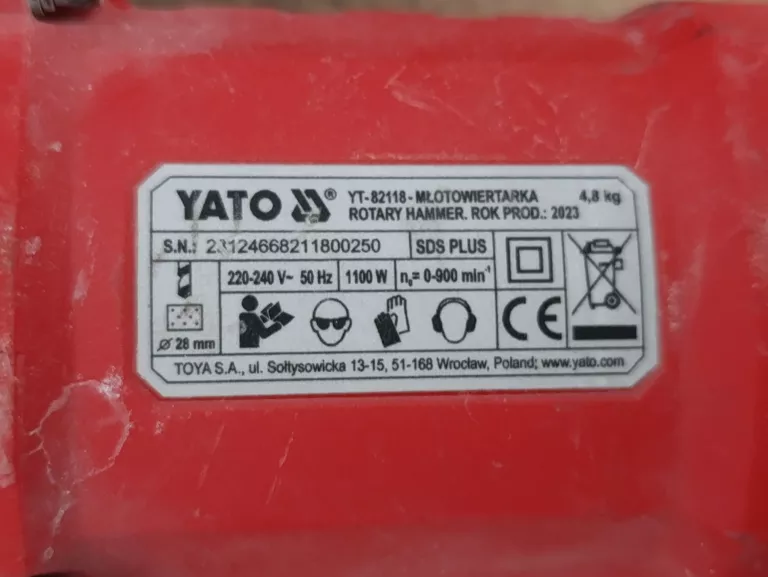 YATO ® YT-82118 - MŁOTOWIERTARKA 4,8 kg
ROTARY HAMMER. ROK PROD.: 2023
S.N.: 23124668211800250 SDS PLUS
220-240 V~ 50 Hz 1100 W n₀= 0-900 min⁻¹
⌀ 28 mm CE
TOYA S.A., ul. Sołtysowicka 13-15, 51-168 Wrocław, Poland; www.yato.com